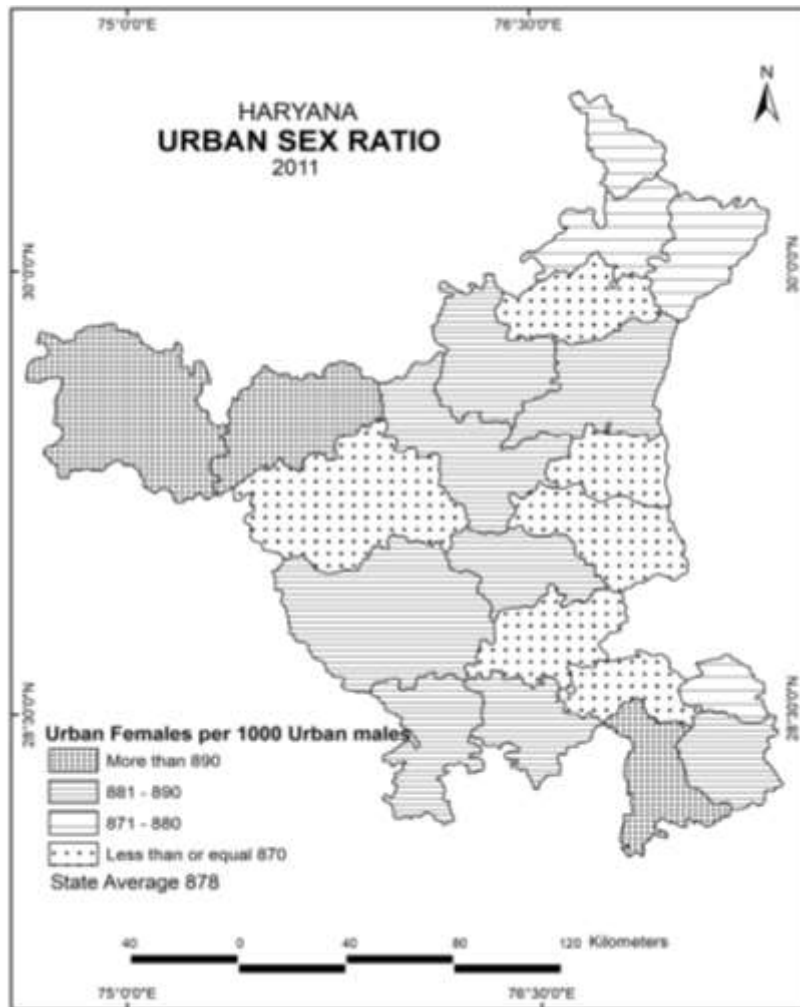 75°0'0"E 76°30'0"E
N
HARYANA
URBAN SEX RATIO
2011
30°0'0"N 30°0'0"N
28°30'0"N 28°30'0"N
Urban Females per 1000 Urban males
More than 890
881 - 890
871 - 880
Less than or equal 870
State Average 878
40 0 40 80 120 Kilometers
75°0'0"E 76°30'0"E